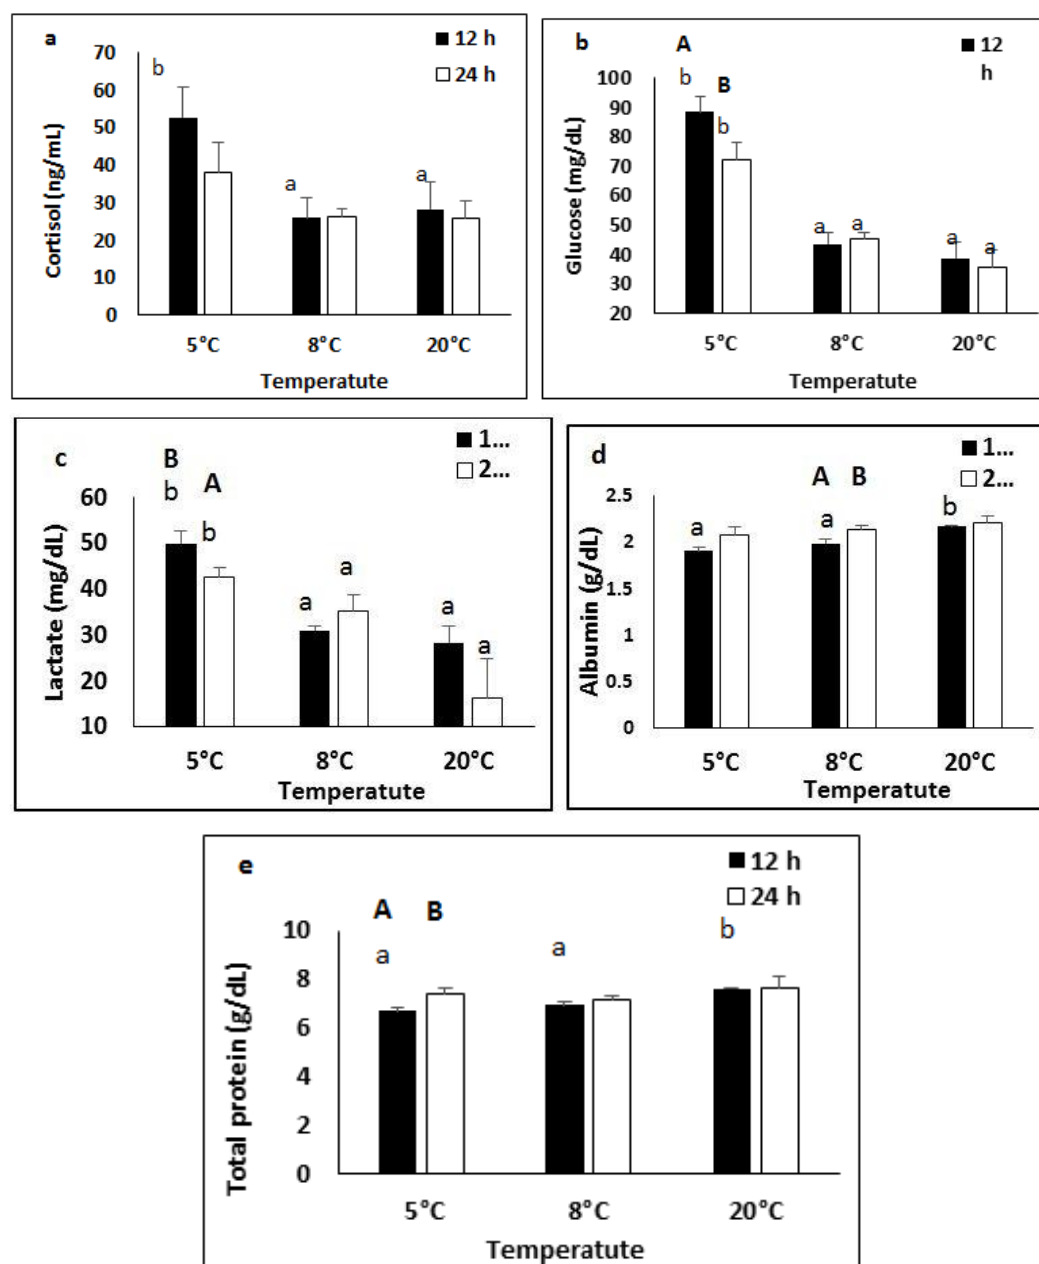 a
12 h
24 h
b
a
a
70
60
50
40
30
20
10
0
Cortisol (ng/mL)
5°C 8°C 20°C
Temperatute
b
A
12
h
b
B
b
a
a
a
a
100
90
80
70
60
50
40
30
20
Glucose (mg/dL)
5°C 8°C 20°C
Temperatute
c
1...
2...
B
b
A
b
a
a
a
a
60
50
40
30
20
10
Lactate (mg/dL)
5°C 8°C 20°C
Temperatute
d
1...
2...
A B
a
a
b
2.5
2
1.5
1
0.5
0
Albumin (g/dL)
5°C 8°C 20°C
Temperatute
e
12 h
24 h
A B
a
a
b
10
8
6
4
2
0
Total protein (g/dL)
5°C 8°C 20°C
Temperatute